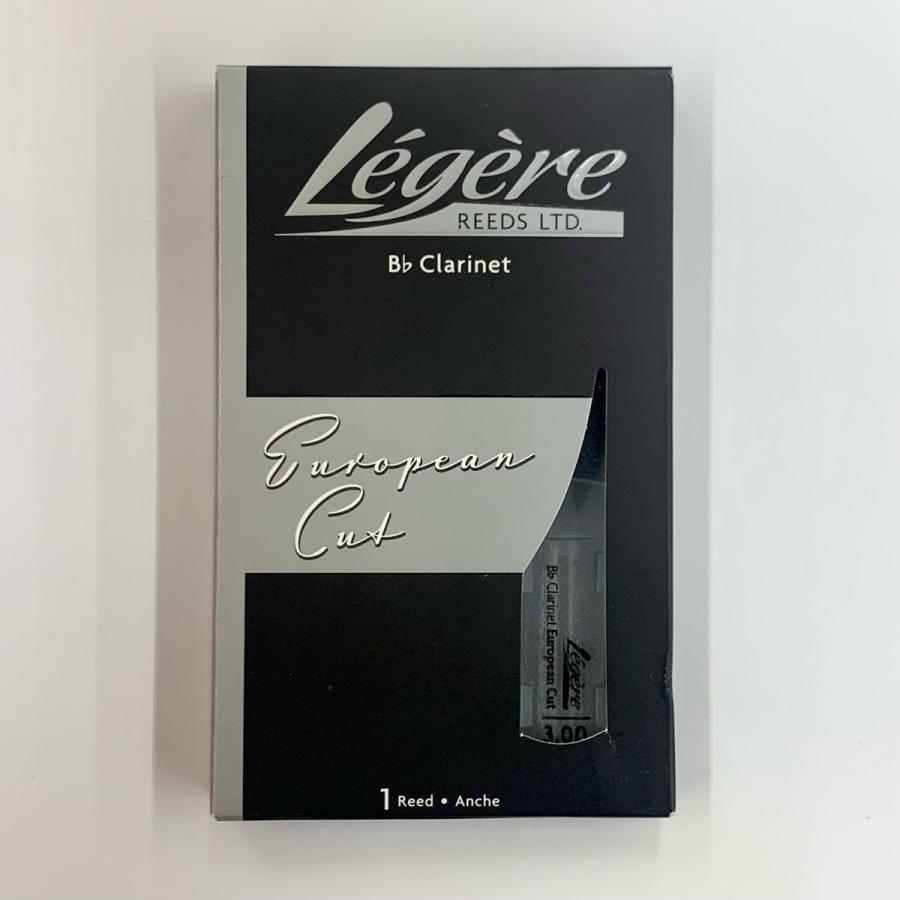 Légère
REEDS LTD.
B♭ Clarinet
European
Cut
B♭ Clarinet European Cut
Légère
3.00
1 Reed • Anche